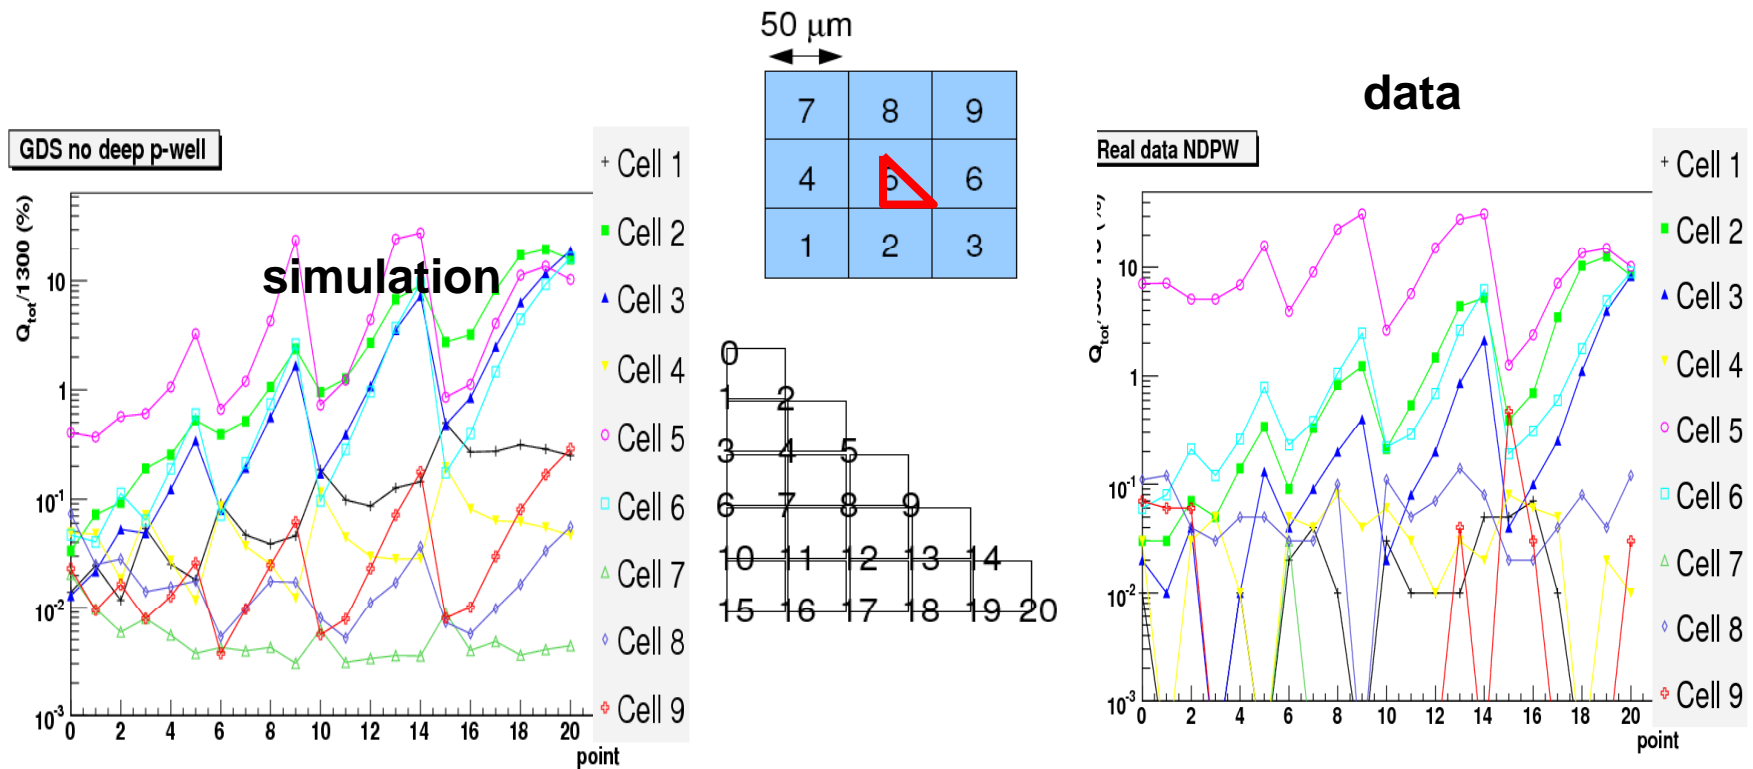 GDS no deep p-well
simulation
Q_tot/1300 (%)
10
1
10^-1
10^-2
10^-3
0 2 4 6 8 10 12 14 16 18 20
point
Cell 1
Cell 2
Cell 3
Cell 4
Cell 5
Cell 6
Cell 7
Cell 8
Cell 9
50 μm
7 8 9
4 5 6
1 2 3
0
1 2
3 4 5
6 7 8 9
10 11 12 13 14
15 16 17 18 19 20
data
Real data NDPW
10
1
10^-1
10^-2
10^-3
0 2 4 6 8 10 12 14 16 18 20
point
Cell 1
Cell 2
Cell 3
Cell 4
Cell 5
Cell 6
Cell 7
Cell 8
Cell 9